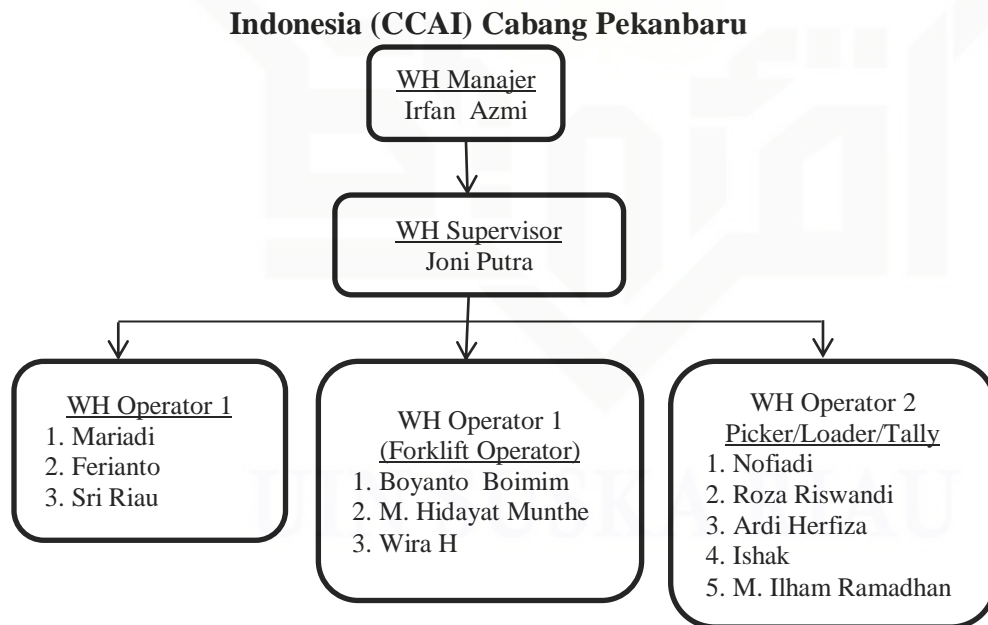 Indonesia (CCAI) Cabang Pekanbaru
WH Manajer
Irfan Azmi
WH Supervisor
Joni Putra
WH Operator 1
1. Mariadi
2. Ferianto
3. Sri Riau
WH Operator 1
(Forklift Operator)
1. Boyanto Boimim
2. M. Hidayat Munthe
3. Wira H
WH Operator 2
Picker/Loader/Tally
1. Nofiadi
2. Roza Riswandi
3. Ardi Herfiza
4. Ishak
5. M. Ilham Ramadhan